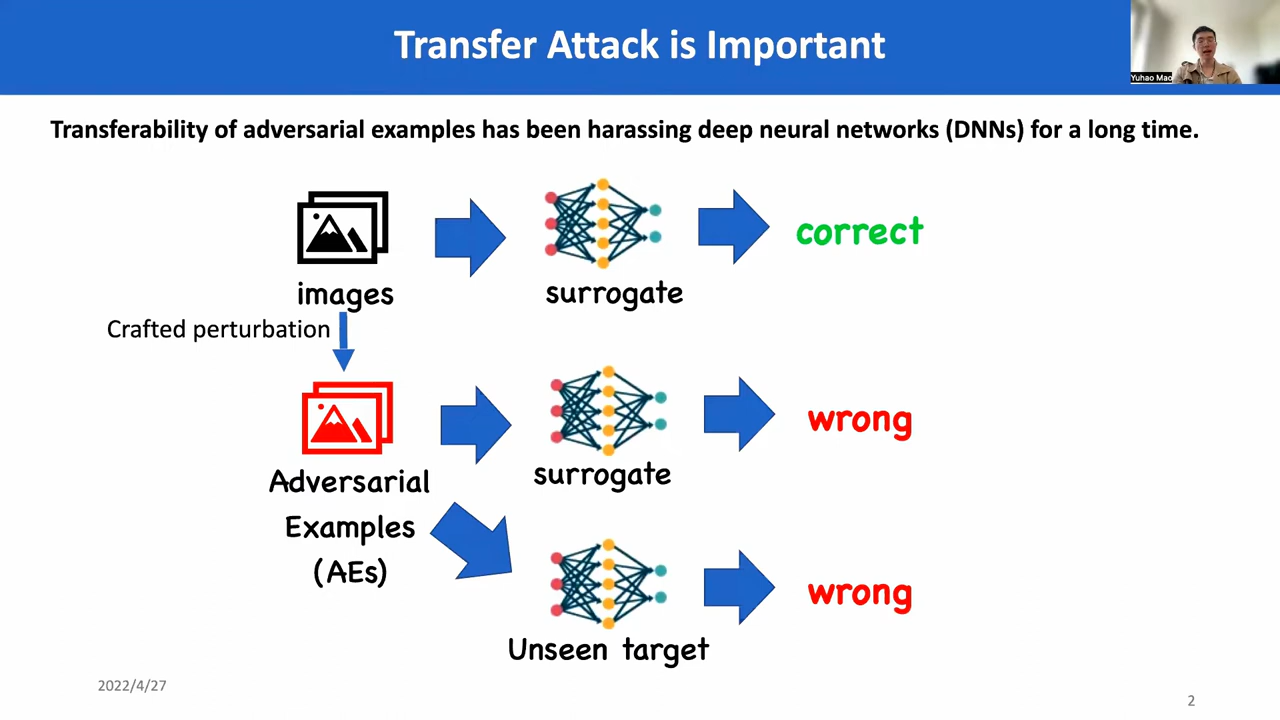 Transfer Attack is Important
Yuhao Mao
Transferability of adversarial examples has been harassing deep neural networks (DNNs) for a long time.
correct
images
surrogate
Crafted perturbation
wrong
surrogate
Adversarial
Examples
(AEs)
wrong
Unseen target
2022/4/27
2